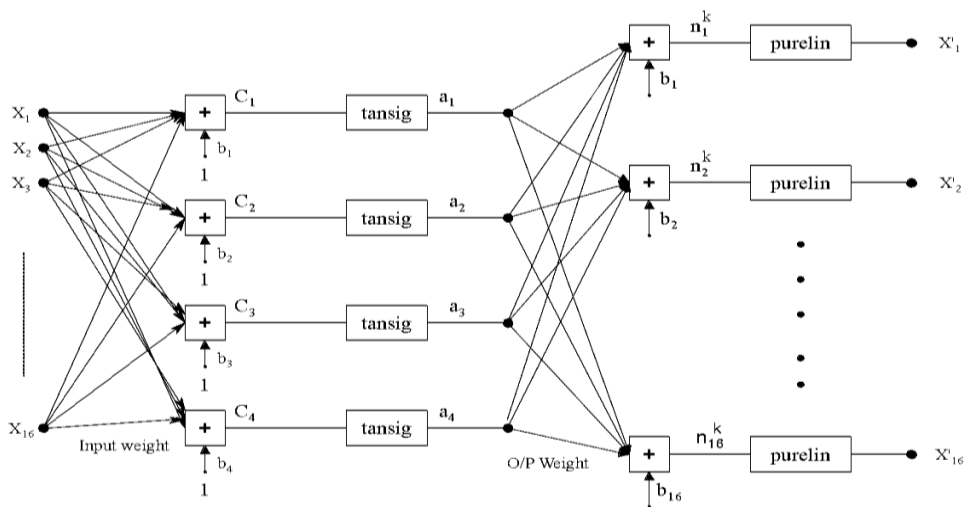 n₁ᵏ
+ purelin X'₁
b₁
C₁ a₁
X₁ + tansig
X₂ b₁
1
n₂ᵏ
X₃ + purelin X'₂
C₂ a₂ b₂
+ tansig
b₂
1
C₃ a₃
+ tansig
b₃
1
C₄ a₄
X₁₆ + tansig
Input weight
n₁₆ᵏ
+ purelin X'₁₆
O/P Weight
b₄
1
b₁₆